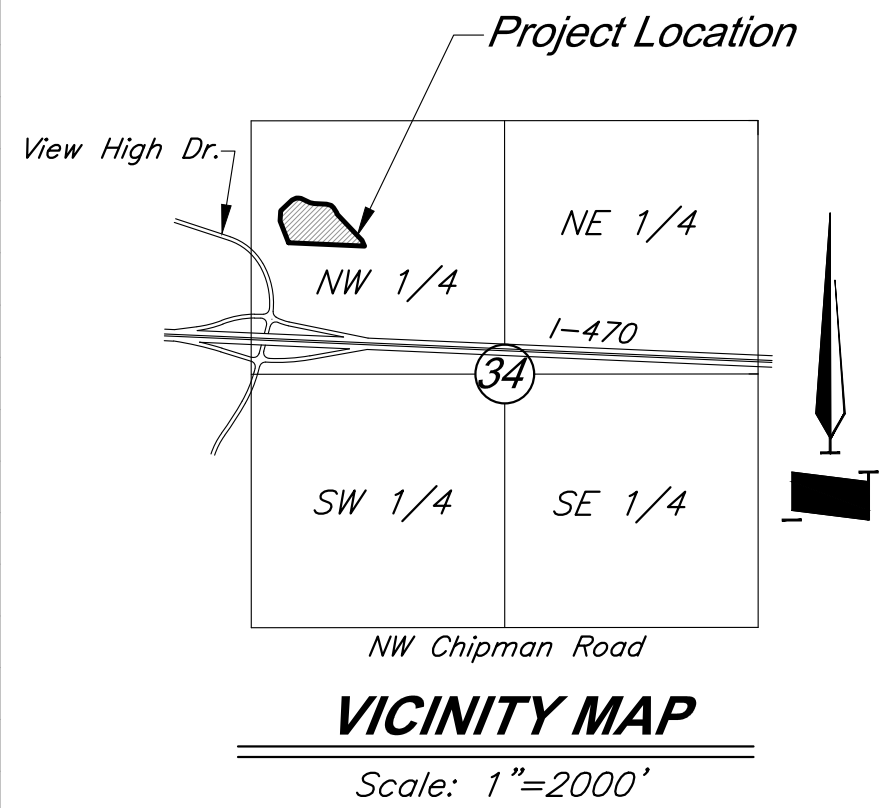 Project Location
View High Dr.
NE 1/4
NW 1/4
I-470
34
SW 1/4
SE 1/4
NW Chipman Road
VICINITY MAP
Scale: 1"=2000'